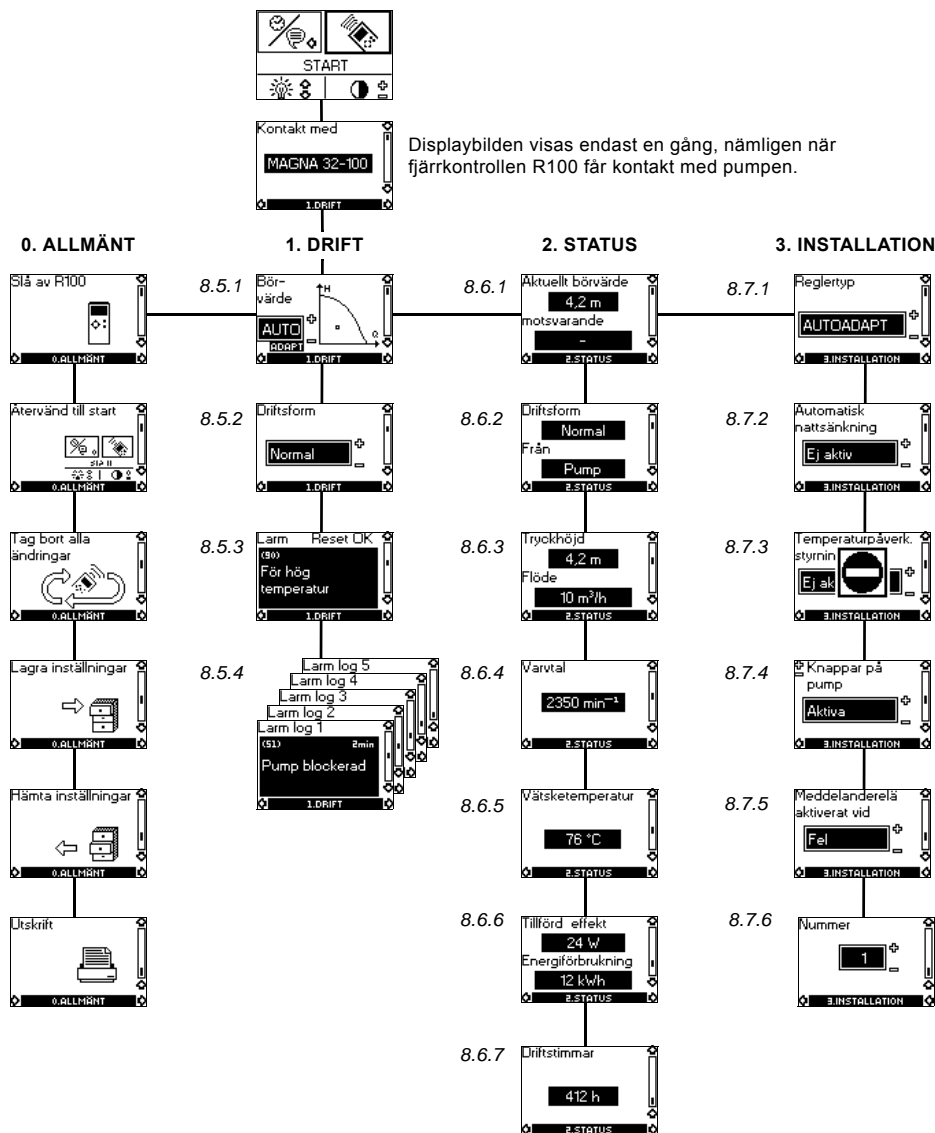 START
Kontakt med
MAGNA 32-100
1.DRIFT
Displaybilden visas endast en gång, nämligen när
fjärrkontrollen R100 får kontakt med pumpen.
0. ALLMÄNT
1. DRIFT
2. STATUS
3. INSTALLATION
Slå av R100
0.ALLMÄNT
8.5.1
Bör-
värde
H
Q
AUTO
ADAPT
1.DRIFT
8.6.1
Aktuellt börvärde
4,2 m
motsvarande
-
2.STATUS
8.7.1
Reglertyp
AUTOADAPT
3.INSTALLATION
Återvänd till start
0.ALLMÄNT
8.5.2
Driftsform
Normal
1.DRIFT
8.6.2
Driftsform
Normal
Från
Pump
2.STATUS
8.7.2
Automatisk
nattsänkning
Ej aktiv
3.INSTALLATION
Tag bort alla
ändringar
0.ALLMÄNT
8.5.3
Larm Reset OK
(90)
För hög
temperatur
1.DRIFT
8.6.3
Tryckhöjd
4,2 m
Flöde
10 m³/h
2.STATUS
8.7.3
Temperaturpåverk.
styrnin
Ej ak
3.INSTALLATION
Lagra inställningar
0.ALLMÄNT
8.5.4
Larm log 5
Larm log 4
Larm log 3
Larm log 2
Larm log 1
(51) 2min
Pump blockerad
1.DRIFT
8.6.4
Varvtal
2350 min⁻¹
2.STATUS
8.7.4
Knappar på
pump
Aktiva
3.INSTALLATION
Hämta inställningar
0.ALLMÄNT
8.6.5
Vätsketemperatur
76 °C
2.STATUS
8.7.5
Meddelanderelä
aktiverat vid
Fel
3.INSTALLATION
Utskrift
0.ALLMÄNT
8.6.6
Tillförd effekt
24 W
Energiförbrukning
12 kWh
2.STATUS
8.7.6
Nummer
1
3.INSTALLATION
8.6.7
Driftstimmar
412 h
2.STATUS